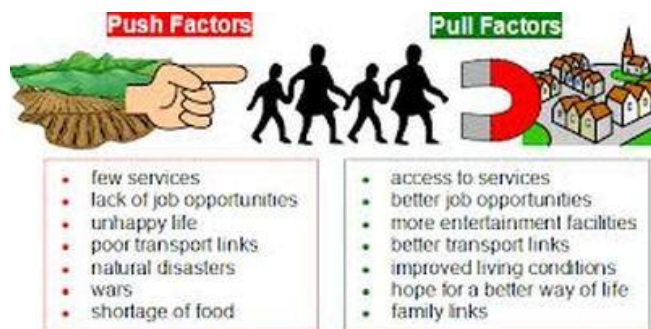 Push Factors
Pull Factors
few services
lack of job opportunities
unhappy life
poor transport links
natural disasters
wars
shortage of food
access to services
better job opportunities
more entertainment facilities
better transport links
improved living conditions
hope for a better way of life
family links